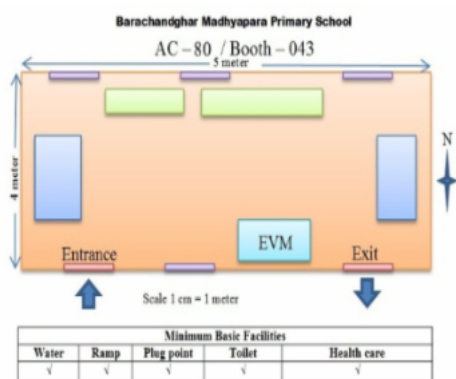 Barachandghar Madhyapara Primary School
AC – 80 / Booth – 043
5 meter
4 meter
N
EVM
Entrance
Exit
Scale 1 cm = 1 meter
Minimum Basic Facilities
Water Ramp Plug point Toilet Health care
√ √ √ √ √